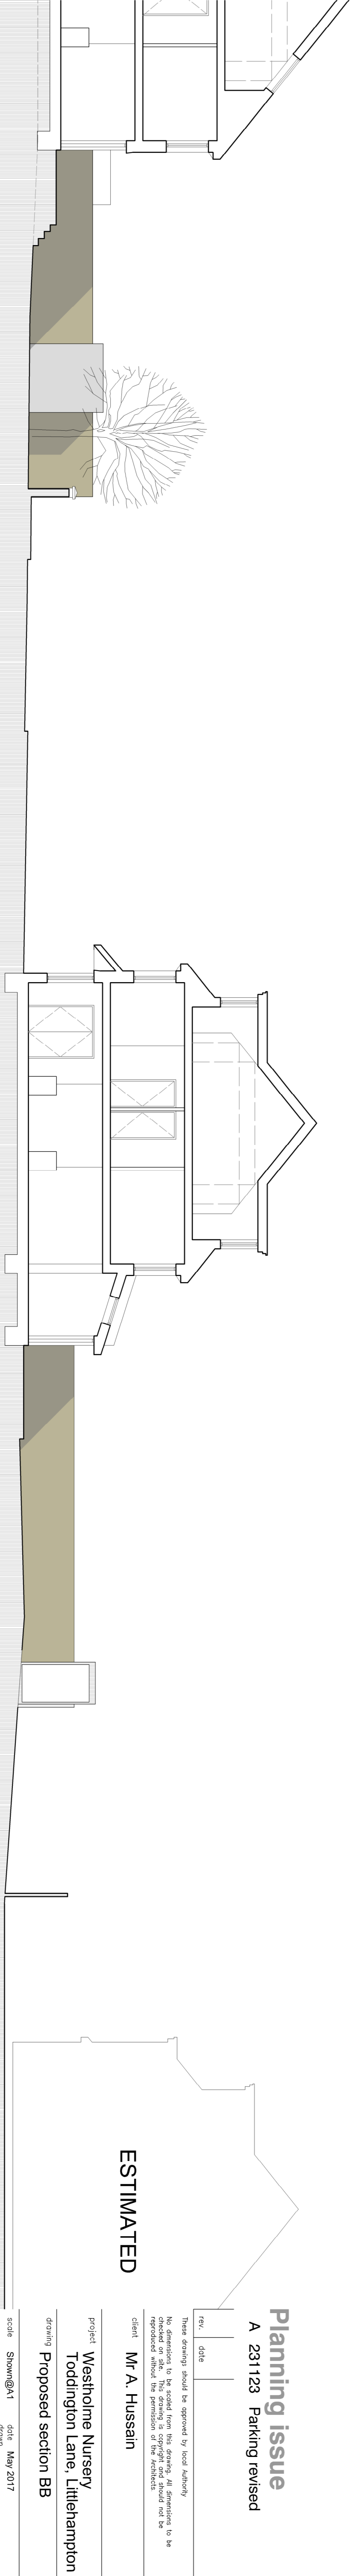 ESTIMATED
Planning issue
A 231123 Parking revised
rev. date
These drawings should be approved by local Authority
No dimensions to be scaled from this drawing. All dimensions to be
checked on site. This drawing is copyright and should not be
reproduced without the permission of the Architects
client Mr A. Hussain
project Westholme Nursery
Toddington Lane, Littlehampton
drawing Proposed section BB
scale Shown@A1 date May 2017
drawn